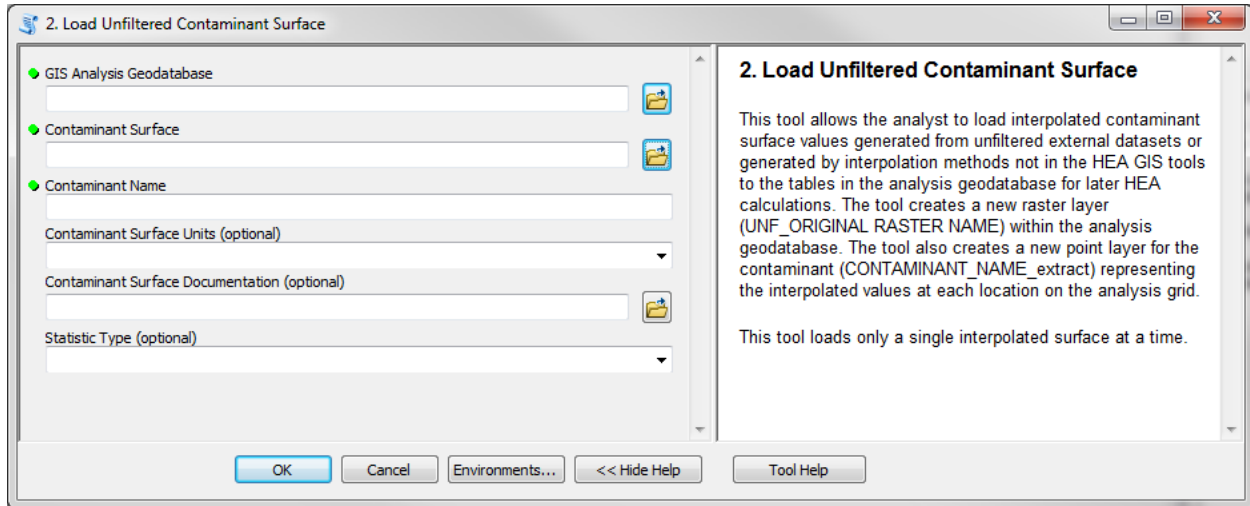 2. Load Unfiltered Contaminant Surface
GIS Analysis Geodatabase
Contaminant Surface
Contaminant Name
Contaminant Surface Units (optional)
Contaminant Surface Documentation (optional)
Statistic Type (optional)
2. Load Unfiltered Contaminant Surface
This tool allows the analyst to load interpolated contaminant
surface values generated from unfiltered external datasets or
generated by interpolation methods not in the HEA GIS tools
to the tables in the analysis geodatabase for later HEA
calculations. The tool creates a new raster layer
(UNF_ORIGINAL RASTER NAME) within the analysis
geodatabase. The tool also creates a new point layer for the
contaminant (CONTAMINANT_NAME_extract) representing
the interpolated values at each location on the analysis grid.
This tool loads only a single interpolated surface at a time.
OK
Cancel
Environments...
<< Hide Help
Tool Help